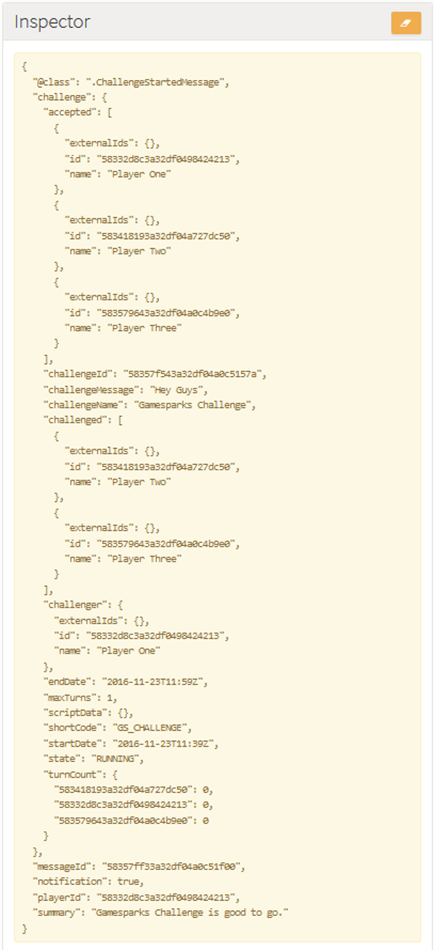 Inspector
{
"@class": ".ChallengeStartedMessage",
"challenge": {
"accepted": [
{
"externalIds": {},
"id": "58332d8c3a32df0498424213",
"name": "Player One"
},
{
"externalIds": {},
"id": "583418193a32df04a727dc50",
"name": "Player Two"
},
{
"externalIds": {},
"id": "583579643a32df04a0c4b9e0",
"name": "Player Three"
}
],
"challengeId": "58357f543a32df04a0c5157a",
"challengeMessage": "Hey Guys",
"challengeName": "Gamesparks Challenge",
"challenged": [
{
"externalIds": {},
"id": "583418193a32df04a727dc50",
"name": "Player Two"
},
{
"externalIds": {},
"id": "583579643a32df04a0c4b9e0",
"name": "Player Three"
}
],
"challenger": {
"externalIds": {},
"id": "58332d8c3a32df0498424213",
"name": "Player One"
},
"endDate": "2016-11-23T11:59Z",
"maxTurns": 1,
"scriptData": {},
"shortCode": "GS_CHALLENGE",
"startDate": "2016-11-23T11:39Z",
"state": "RUNNING",
"turnCount": {
"583418193a32df04a727dc50": 0,
"58332d8c3a32df0498424213": 0,
"583579643a32df04a0c4b9e0": 0
}
},
"messageId": "58357ff33a32df04a0c51f00",
"notification": true,
"playerId": "58332d8c3a32df0498424213",
"summary": "Gamesparks Challenge is good to go."
}